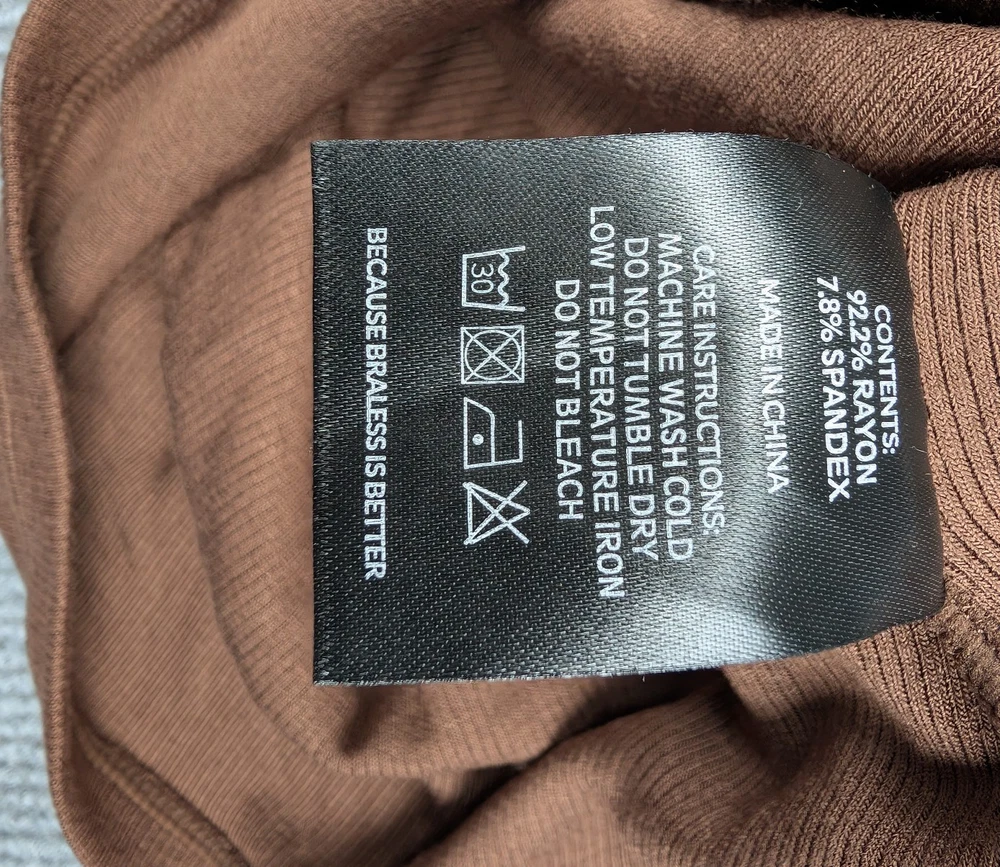 CONTENTS:
92.2% RAYON
7.8% SPANDEX
MADE IN CHINA
CARE INSTRUCTIONS:
MACHINE WASH COLD
DO NOT TUMBLE DRY
LOW TEMPERATURE IRON
DO NOT BLEACH
30
BECAUSE BRALESS IS BETTER